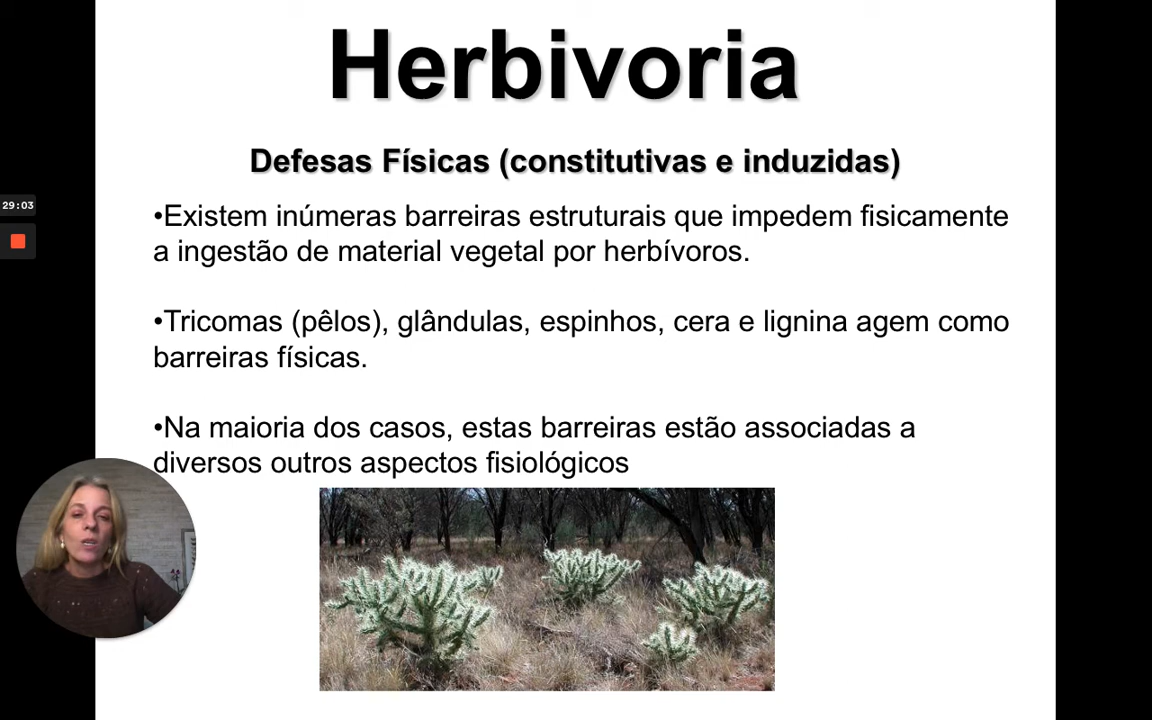 Herbivoria
Defesas Físicas (constitutivas e induzidas)
29:03
•Existem inúmeras barreiras estruturais que impedem fisicamente
a ingestão de material vegetal por herbívoros.
•Tricomas (pêlos), glândulas, espinhos, cera e lignina agem como
barreiras físicas.
•Na maioria dos casos, estas barreiras estão associadas a
diversos outros aspectos fisiológicos